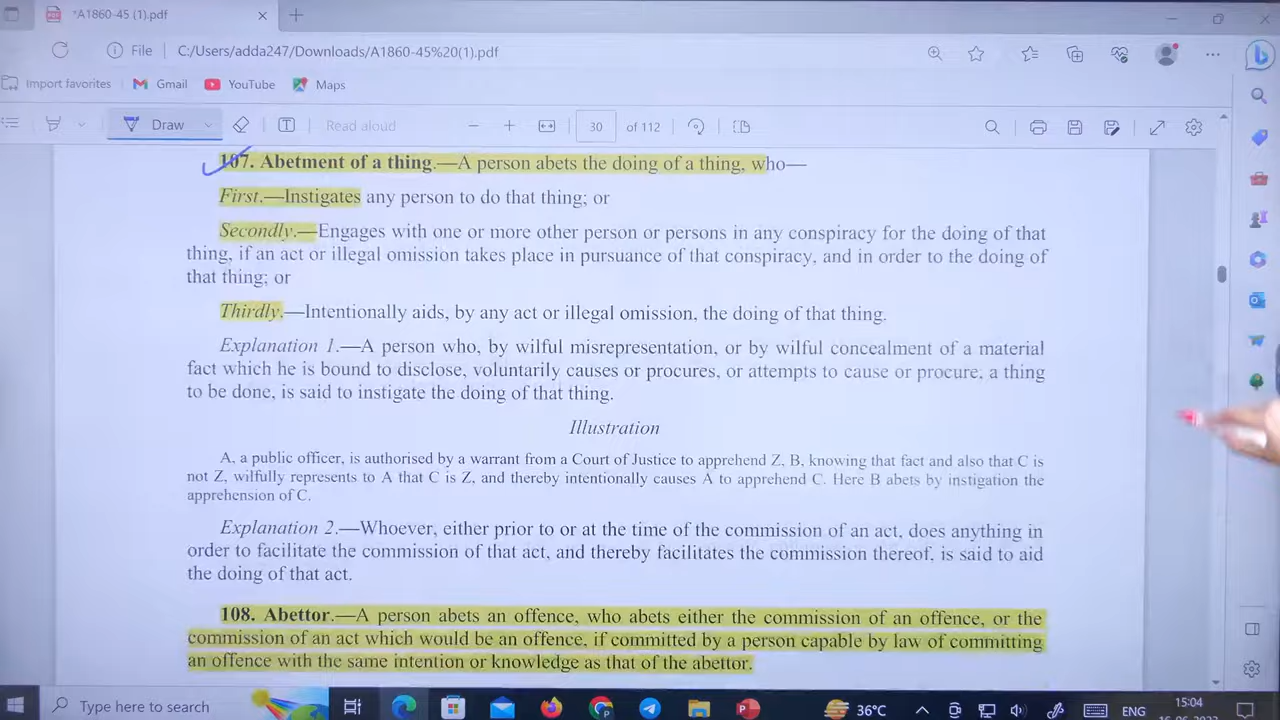 *A1860-45 (1).pdf
File C:/Users/adda247/Downloads/A1860-45%20(1).pdf
Import favorites Gmail YouTube Maps
Draw Read aloud 30 of 112
107. Abetment of a thing.—A person abets the doing of a thing, who—
First.—Instigates any person to do that thing; or
Secondly.—Engages with one or more other person or persons in any conspiracy for the doing of that
thing, if an act or illegal omission takes place in pursuance of that conspiracy, and in order to the doing of
that thing; or
Thirdly.—Intentionally aids, by any act or illegal omission, the doing of that thing.
Explanation 1.—A person who, by wilful misrepresentation, or by wilful concealment of a material
fact which he is bound to disclose, voluntarily causes or procures, or attempts to cause or procure, a thing
to be done, is said to instigate the doing of that thing.
Illustration
A, a public officer, is authorised by a warrant from a Court of Justice to apprehend Z, B, knowing that fact and also that C is
not Z, wilfully represents to A that C is Z, and thereby intentionally causes A to apprehend C. Here B abets by instigation the
apprehension of C.
Explanation 2.—Whoever, either prior to or at the time of the commission of an act, does anything in
order to facilitate the commission of that act, and thereby facilitates the commission thereof, is said to aid
the doing of that act.
108. Abettor.—A person abets an offence, who abets either the commission of an offence, or the
commission of an act which would be an offence, if committed by a person capable by law of committing
an offence with the same intention or knowledge as that of the abettor.
Type here to search 36°C ENG 15:04